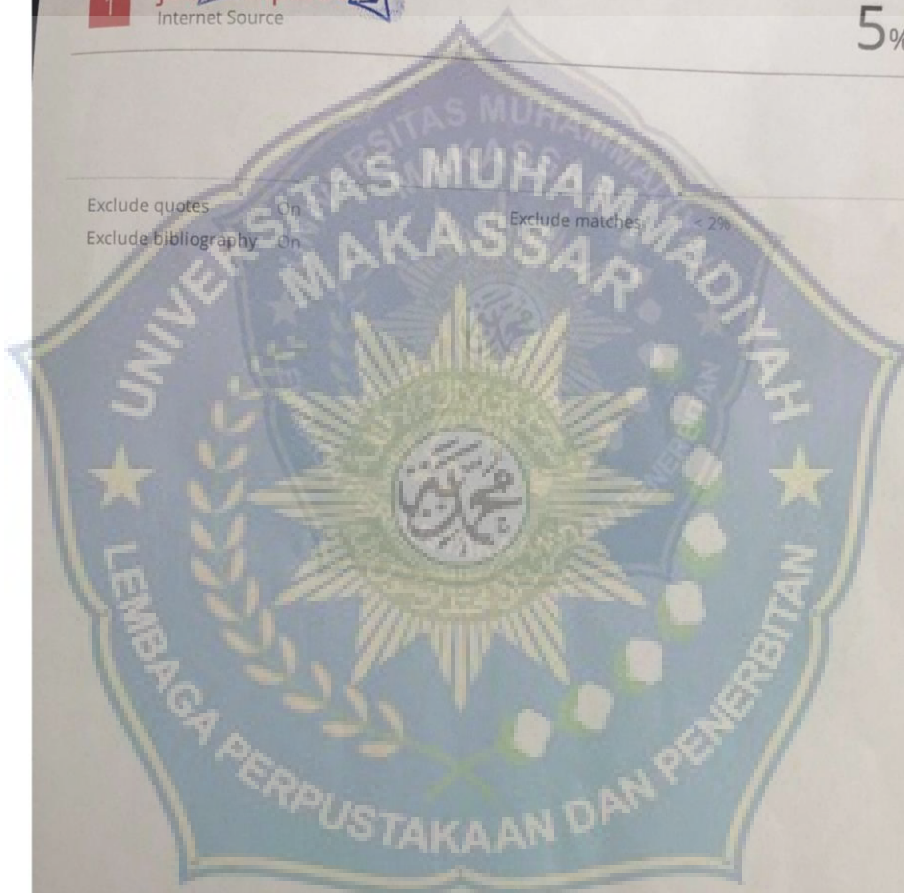 1
Internet Source
5%
Exclude quotes On
Exclude matches < 2%
Exclude bibliography On
UNIVERSITAS MUHAMMADIYAH
MAKASSAR
LEMBAGA PERPUSTAKAAN DAN PENERBITAN